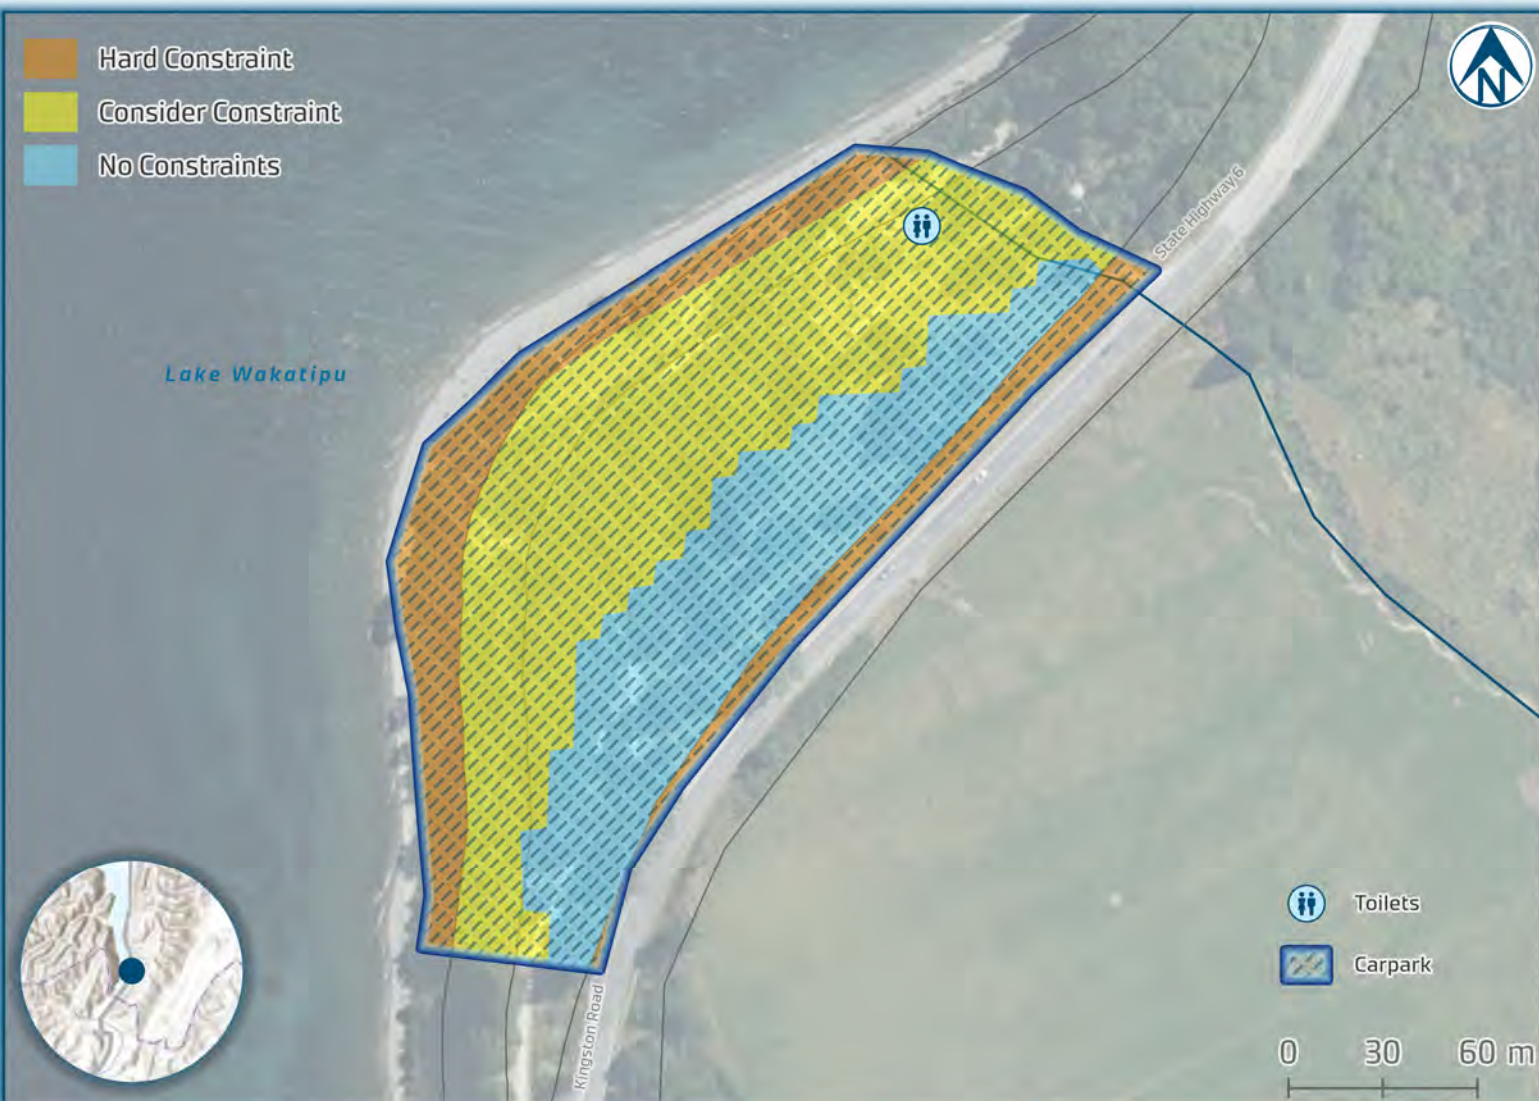 Hard Constraint
Consider Constraint
No Constraints
N
State Highway 6
Lake Wakatipu
Kingston Road
Toilets
Carpark
0 30 60 m